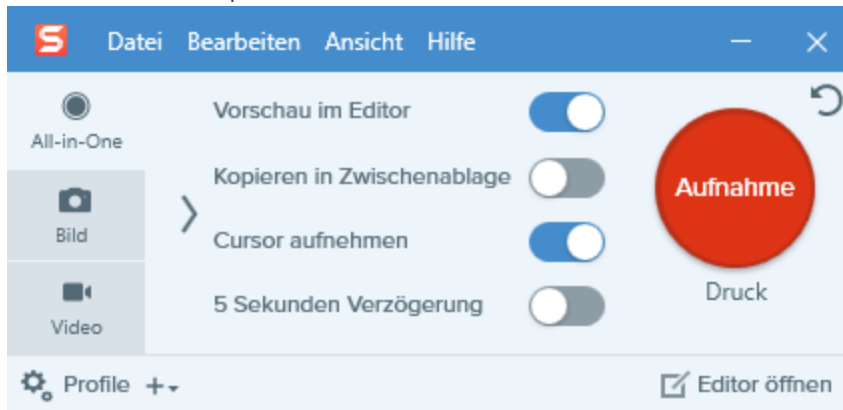 S Datei Bearbeiten Ansicht Hilfe
All-in-One
Bild
Video
Vorschau im Editor
Kopieren in Zwischenablage
Cursor aufnehmen
5 Sekunden Verzögerung
Aufnahme
Druck
Profile
Editor öffnen